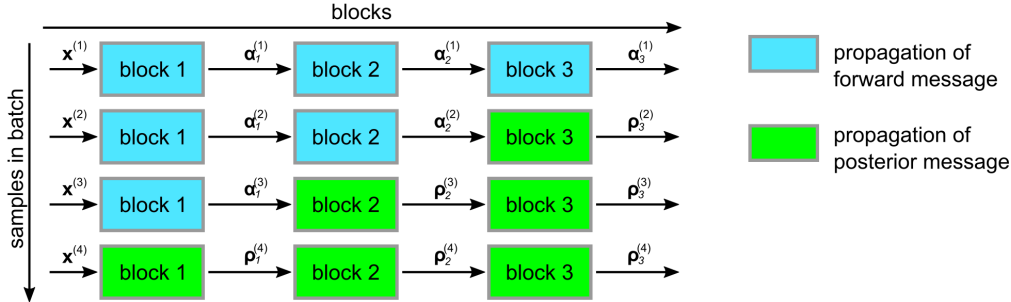 blocks
samples in batch
x⁽¹⁾ block 1 α₁⁽¹⁾ block 2 α₂⁽¹⁾ block 3 α₃⁽¹⁾
x⁽²⁾ block 1 α₁⁽²⁾ block 2 α₂⁽²⁾ block 3 ρ₃⁽²⁾
x⁽³⁾ block 1 α₁⁽³⁾ block 2 ρ₂⁽³⁾ block 3 ρ₃⁽³⁾
x⁽⁴⁾ block 1 ρ₁⁽⁴⁾ block 2 ρ₂⁽⁴⁾ block 3 ρ₃⁽⁴⁾
propagation of
forward message
propagation of
posterior message